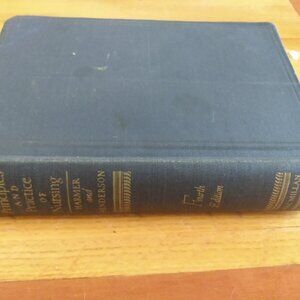 Principles
AND
Practice
OF
Nursing
HARMER
and
HENDERSON
Fourth
Edition